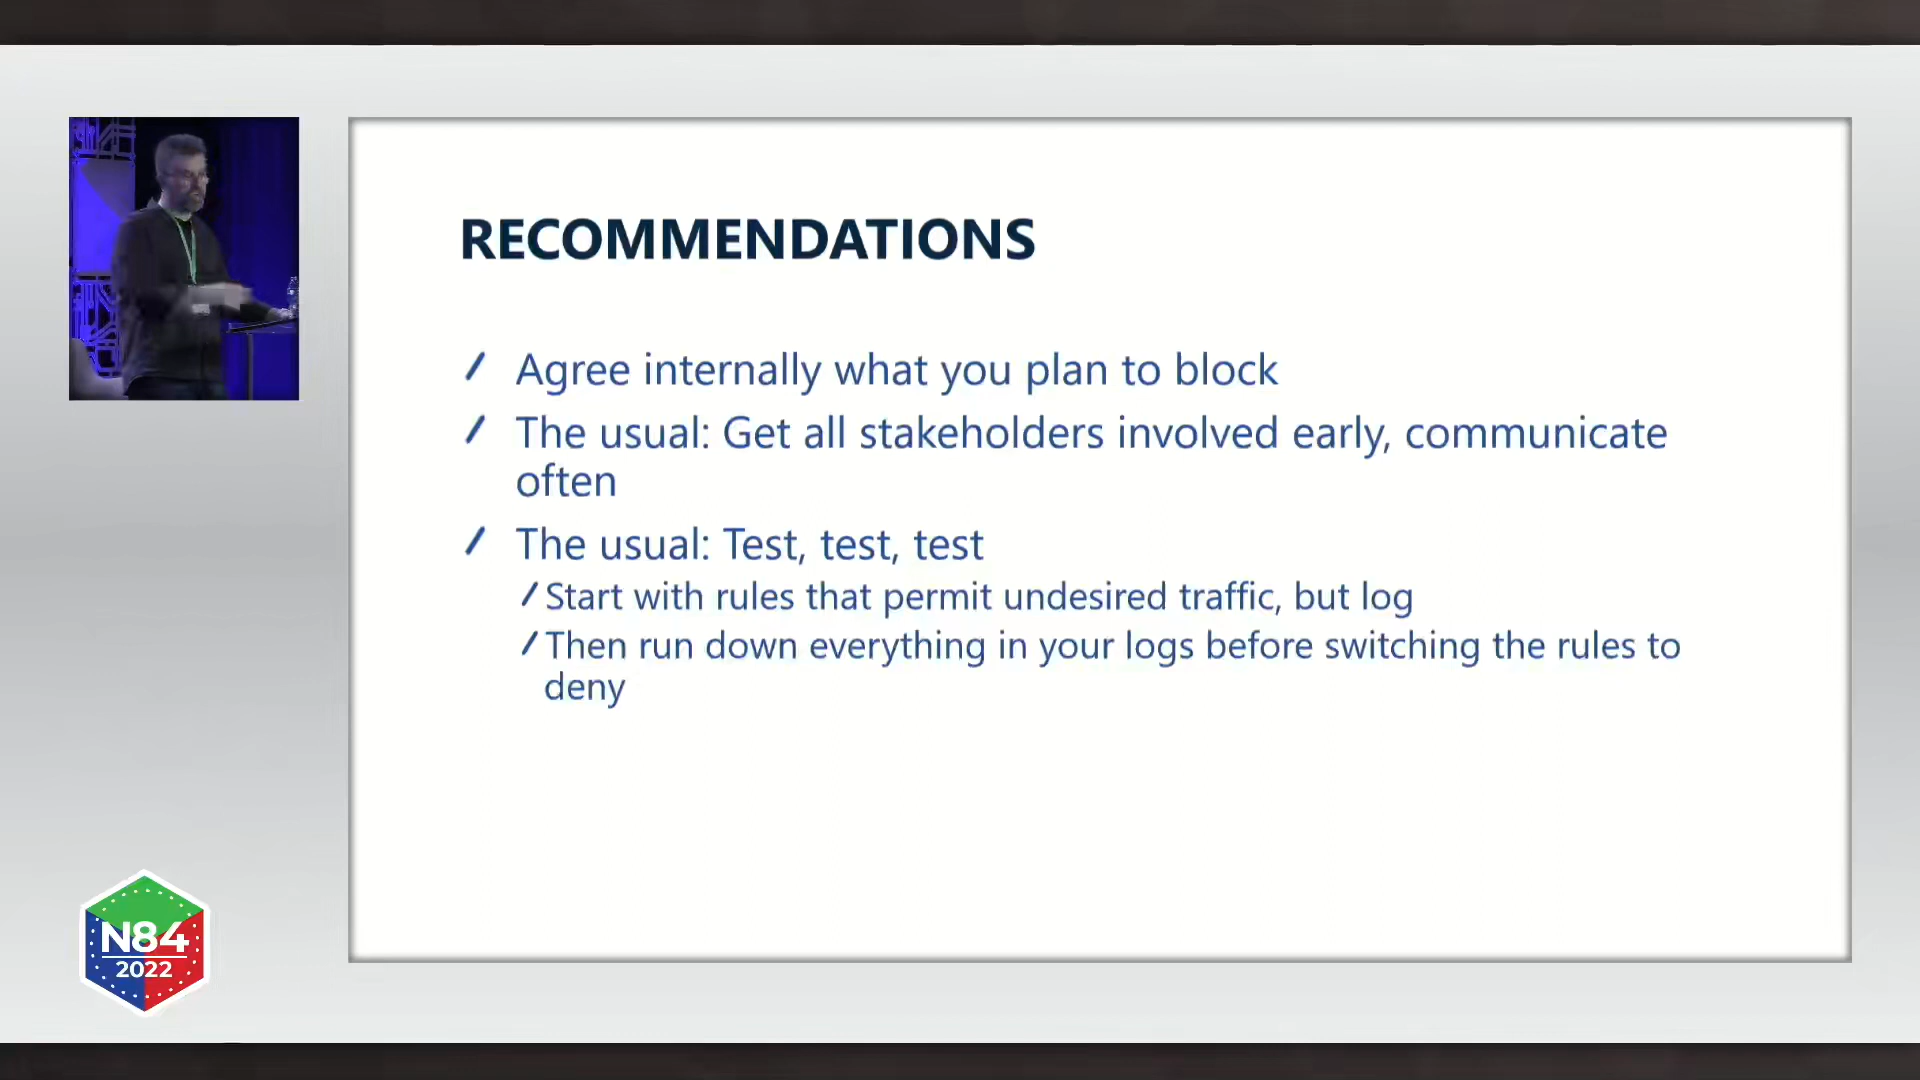 RECOMMENDATIONS
Agree internally what you plan to block
The usual: Get all stakeholders involved early, communicate
often
The usual: Test, test, test
Start with rules that permit undesired traffic, but log
Then run down everything in your logs before switching the rules to
deny
N84
2022